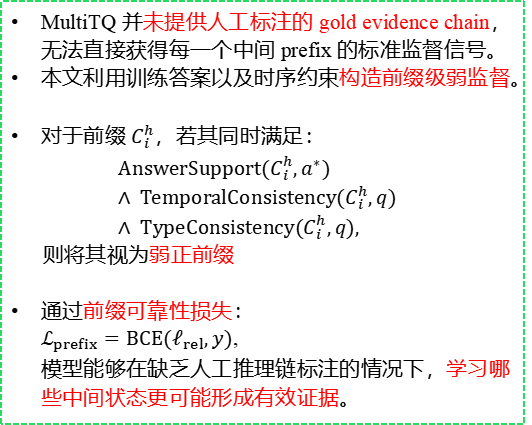 • MultiTQ 并未提供人工标注的 gold evidence chain，
无法直接获得每一个中间 prefix 的标准监督信号。
• 本文利用训练答案以及时序约束构造前缀级弱监督。
• 对于前缀 𝐶ᵢʰ，若其同时满足：
AnswerSupport(𝐶ᵢʰ, 𝑎*)
∧ TemporalConsistency(𝐶ᵢʰ, 𝑞)
∧ TypeConsistency(𝐶ᵢʰ, 𝑞),
则将其视为弱正前缀
• 通过前缀可靠性损失：
ℒprefix = BCE(ℓrel, 𝑦),
模型能够在缺乏人工推理链标注的情况下，学习哪
些中间状态更可能形成有效证据。